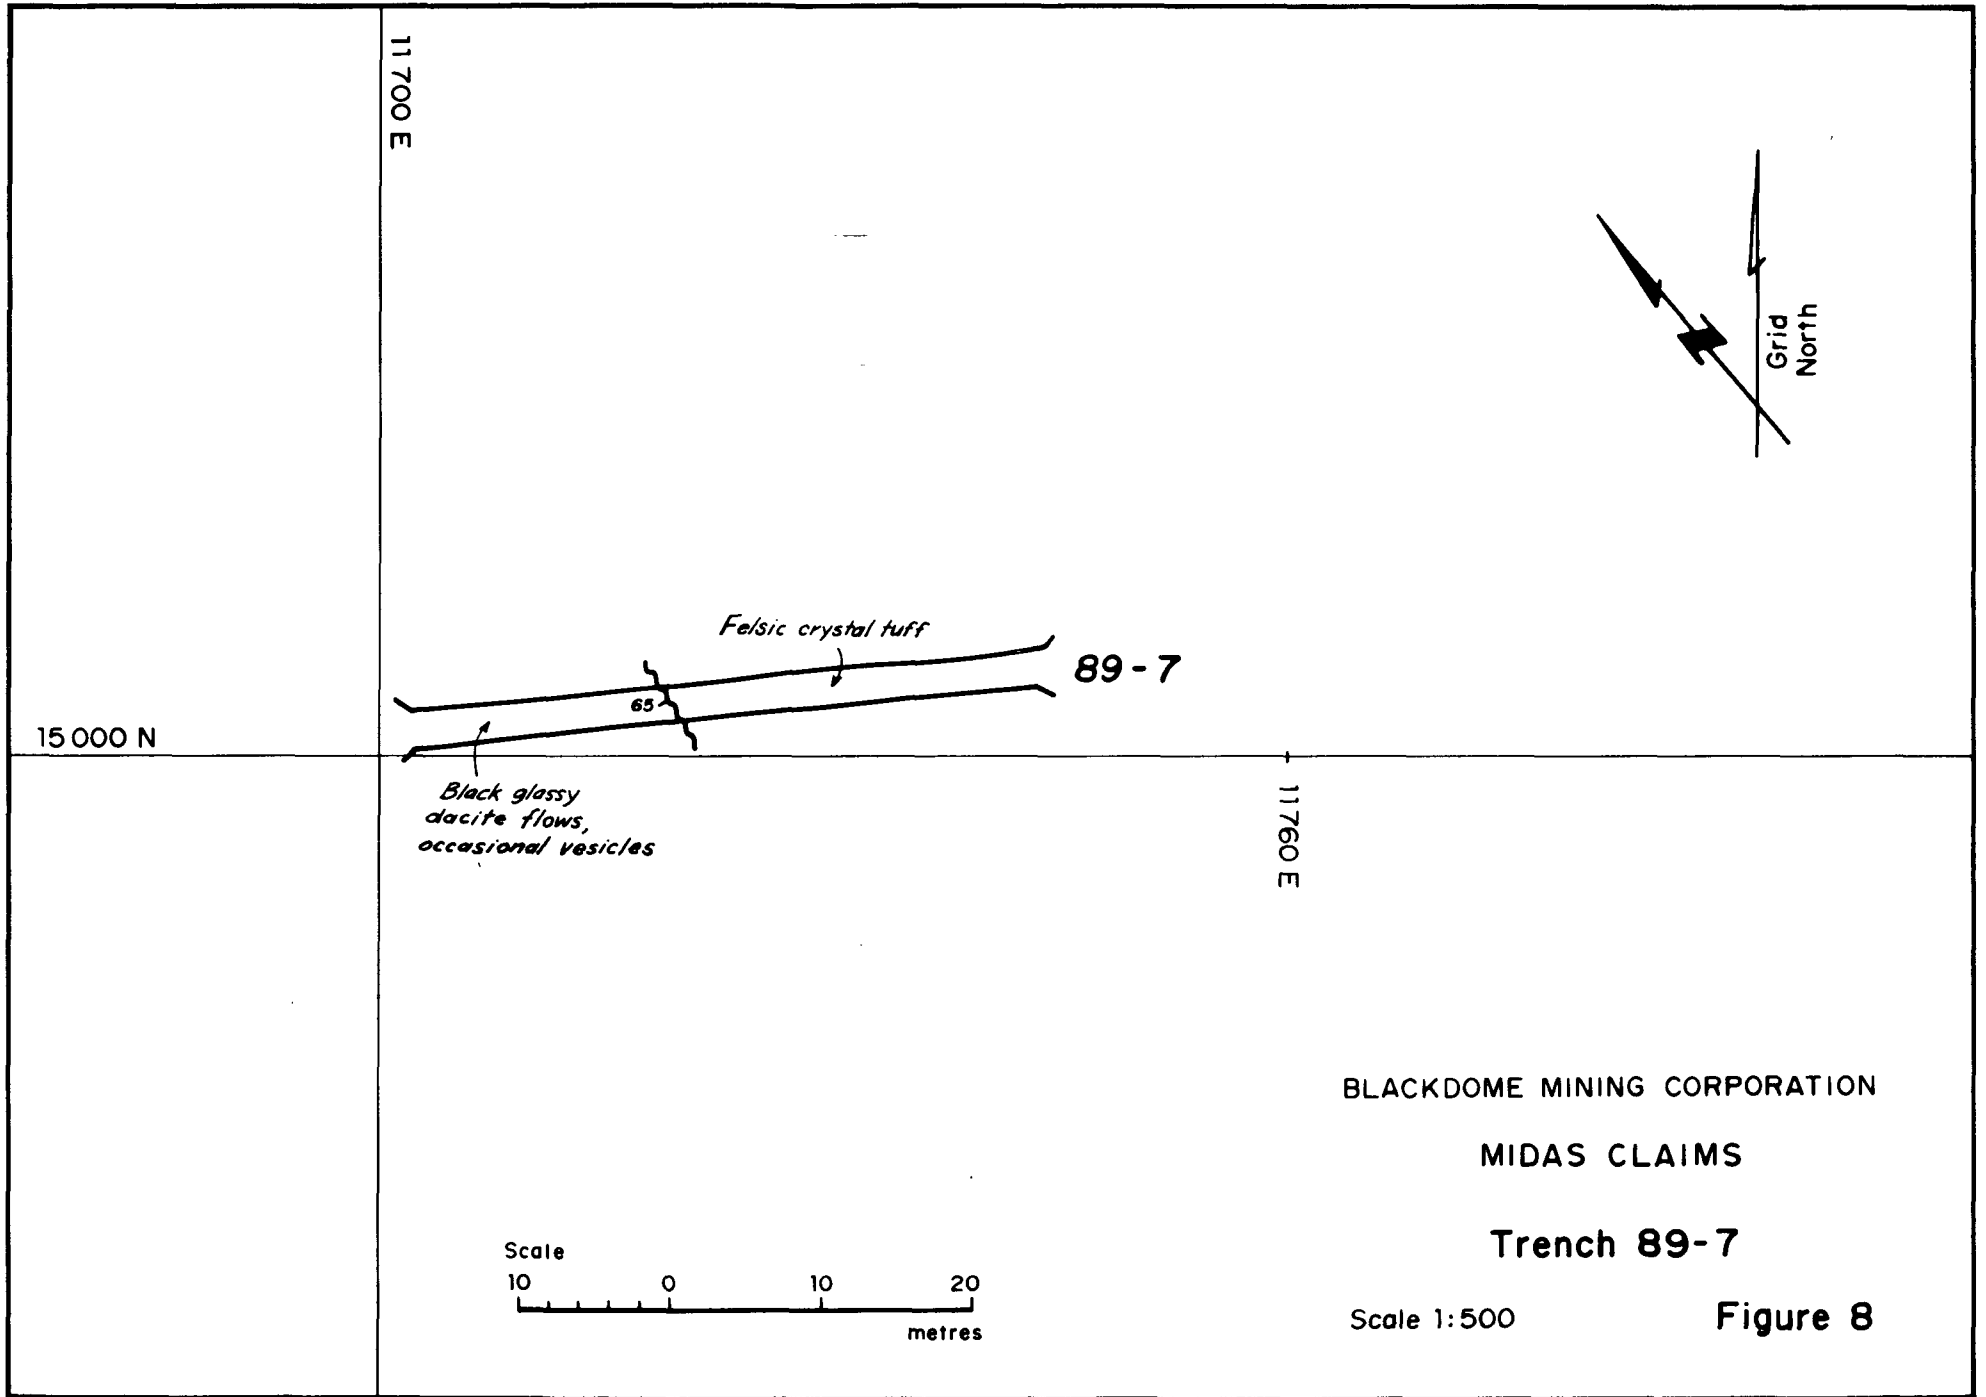 11700 E
Grid
North
Felsic crystal tuff
89-7
65
15000 N
Black glassy
dacite flows,
occasional vesicles
11760 E
BLACKDOME MINING CORPORATION
MIDAS CLAIMS
Trench 89-7
Scale 1:500
Figure 8
Scale
10 0 10 20
metres